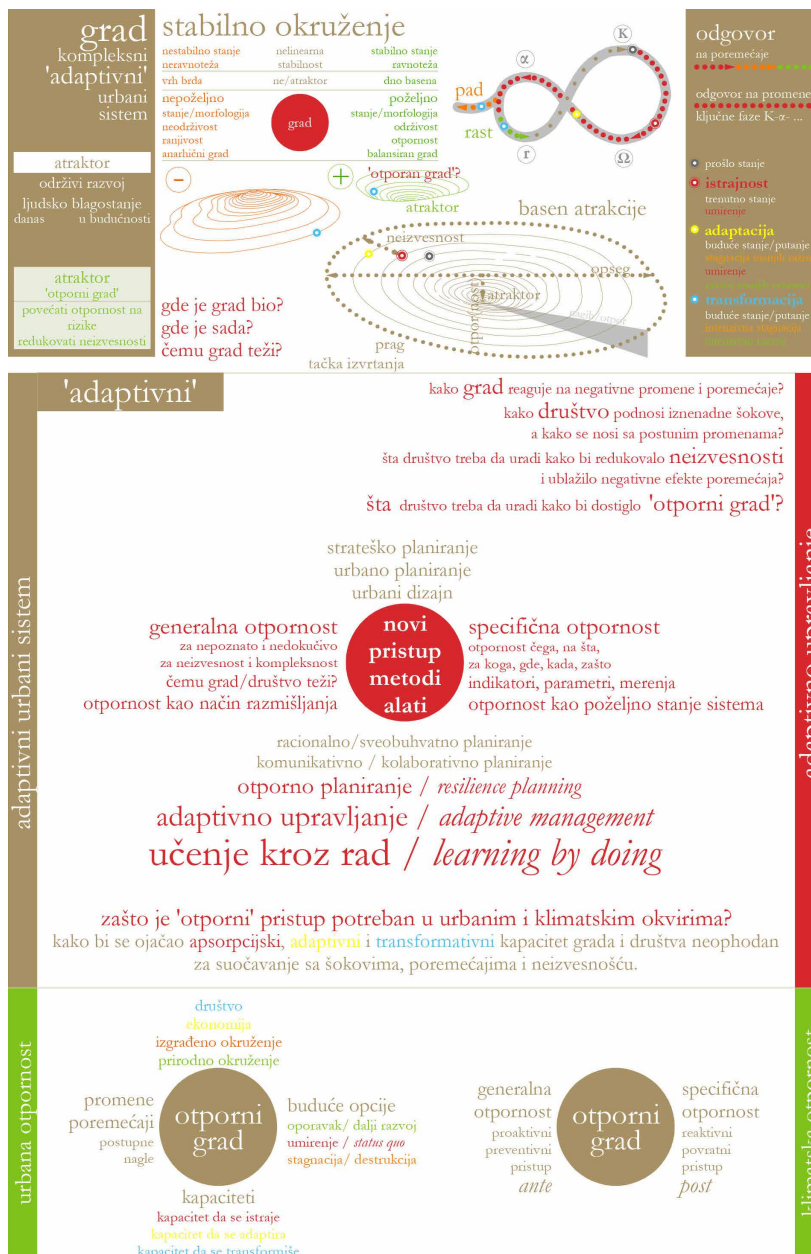 grad
kompleksni
'adaptivni'
urbani
sistem
atraktor
održivi razvoj
ljudsko blagostanje
danas u budućnosti
atraktor
'otporni grad'
povećati otpornost na
rizike
redukovati neizvesnosti
stabilno okruženje
nestabilno stanje nelinearna stabilno stanje
neravnoteža stabilnost ravnoteža
vrh brda ne/atraktor dno basena
nepoželjno poželjno
stanje/morfologija stanje/morfologija
neodrživost održivost
ranjivost otpornost
anarhični grad balansiran grad
grad
−
+
'otporan grad'?
atraktor
K
α
pad
rast
r
Ω
basen atrakcije
neizvesnost
opseg
atraktor
otpornost
prag
tačka izvrtanja
gde je grad bio?
gde je sada?
čemu grad teži?
odgovor
na poremećaje
odgovor na promene
ključne faze K-α- ...
prošlo stanje
istrajnost
trenutno stanje
umirenje
adaptacija
buduće stanje/putanje
umirenje
transformacija
buduće stanje/putanje
adaptivni urbani sistem
'adaptivni'
kako grad reaguje na negativne promene i poremećaje?
kako društvo podnosi iznenadne šokove,
a kako se nosi sa postunim promenama?
šta društvo treba da uradi kako bi redukovalo neizvesnosti
i ublažilo negativne efekte poremećaja?
šta društvo treba da uradi kako bi dostiglo 'otporni grad'?
strateško planiranje
urbano planiranje
urbani dizajn
generalna otpornost
za nepoznato i nedokučivo
za neizvesnost i kompleksnost
čemu grad/društvo teži?
otpornost kao način razmišljanja
novi
pristup
metodi
alati
specifična otpornost
otpornost čega, na šta,
za koga, gde, kada, zašto
indikatori, parametri, merenja
otpornost kao poželjno stanje sistema
racionalno/sveobuhvatno planiranje
komunikativno / kolaborativno planiranje
otporno planiranje / resilience planning
adaptivno upravljanje / adaptive management
učenje kroz rad / learning by doing
zašto je 'otporni' pristup potreban u urbanim i klimatskim okvirima?
kako bi se ojačao apsorpcijski, adaptivni i transformativni kapacitet grada i društva neophodan
za suočavanje sa šokovima, poremećajima i neizvesnošću.
adaptivno upravljanje
urbana otpornost
društvo
ekonomija
izgrađeno okruženje
prirodno okruženje
promene
poremećaji
postupne
nagle
otporni
grad
buduće opcije
oporavak/ dalji razvoj
umirenje / status quo
stagnacija/ destrukcija
kapaciteti
kapacitet da se istraje
kapacitet da se adaptira
kapacitet da se transformiše
generalna
otpornost
proaktivni
preventivni
pristup
ante
otporni
grad
specifična
otpornost
reaktivni
povratni
pristup
post
klimatska otpornost